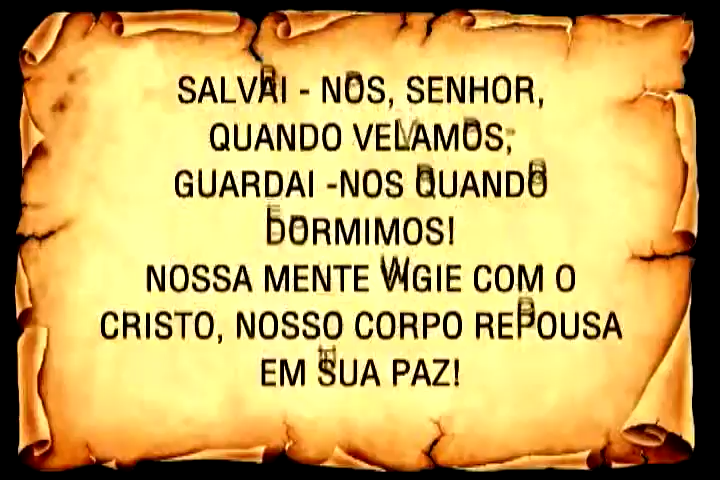 SALVAI - NOS, SENHOR,
QUANDO VELAMOS;
GUARDAI -NOS QUANDO
DORMIMOS!
NOSSA MENTE VIGIE COM O
CRISTO, NOSSO CORPO REPOUSA
EM SUA PAZ!